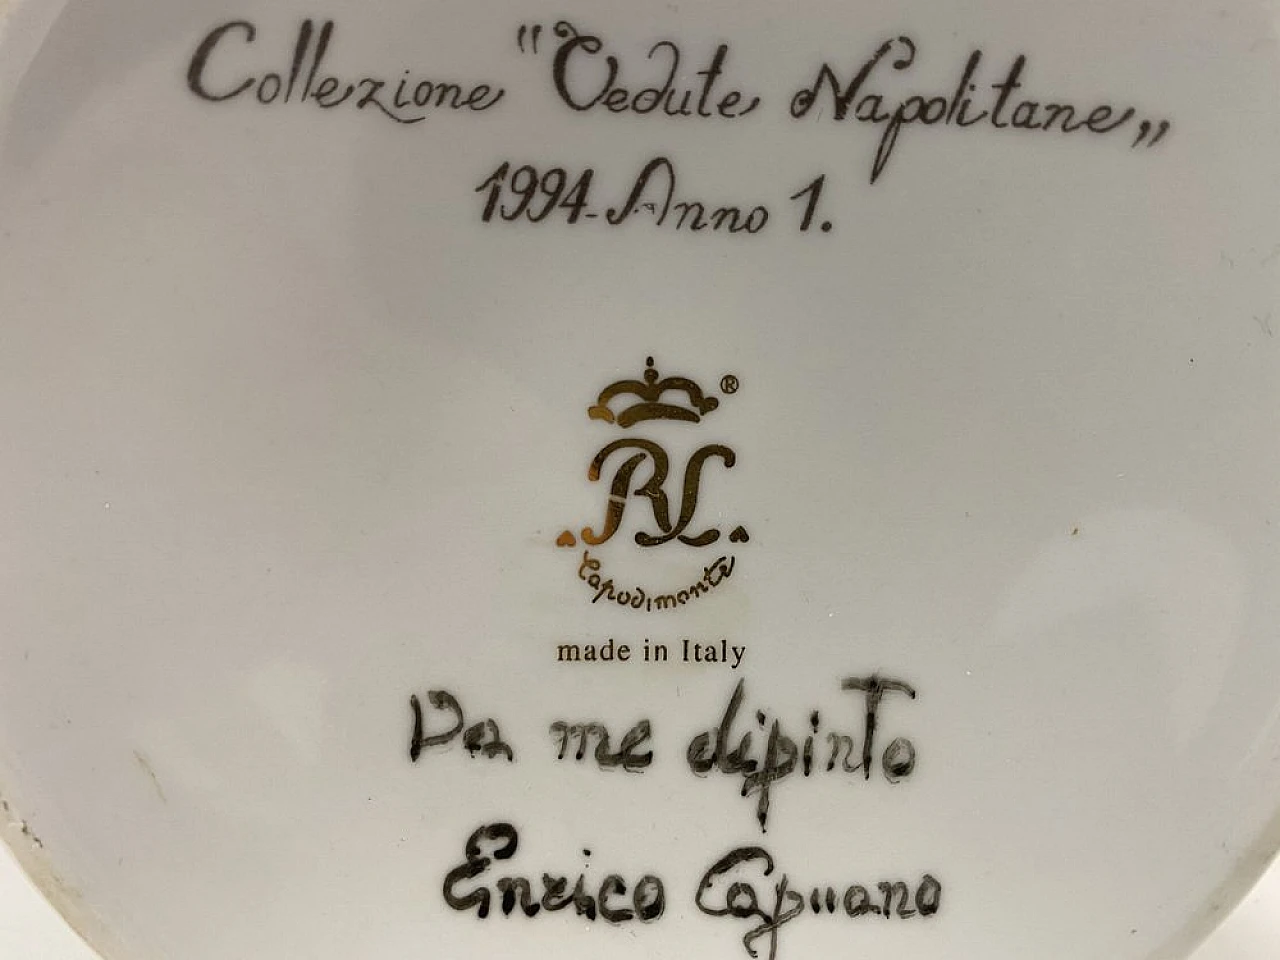 Collezione "Vedute Napolitane„
1994-Anno 1.
®
RL
Capodimonte
made in Italy
Da me dipinto
Enrico Capuano